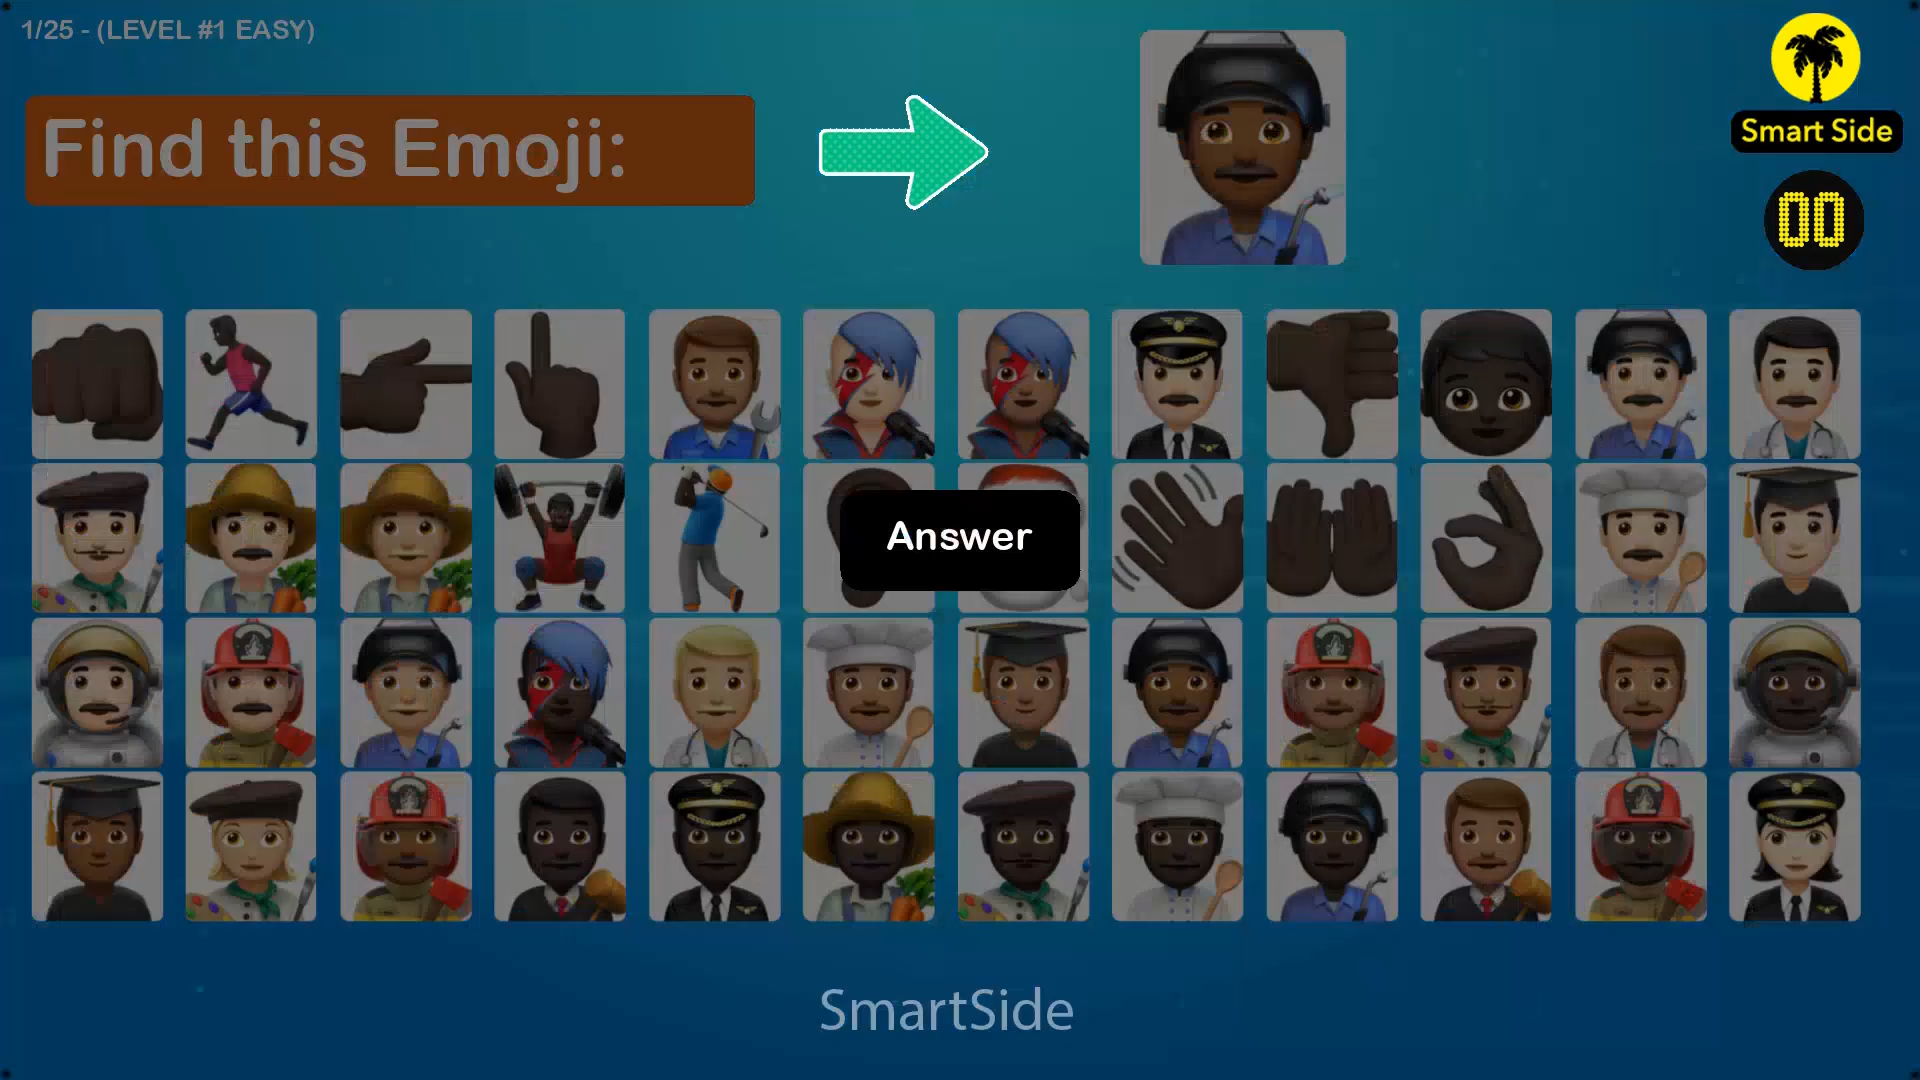 1/25 - (LEVEL #1 EASY)
Find this Emoji:
Smart Side
00
Answer
SmartSide